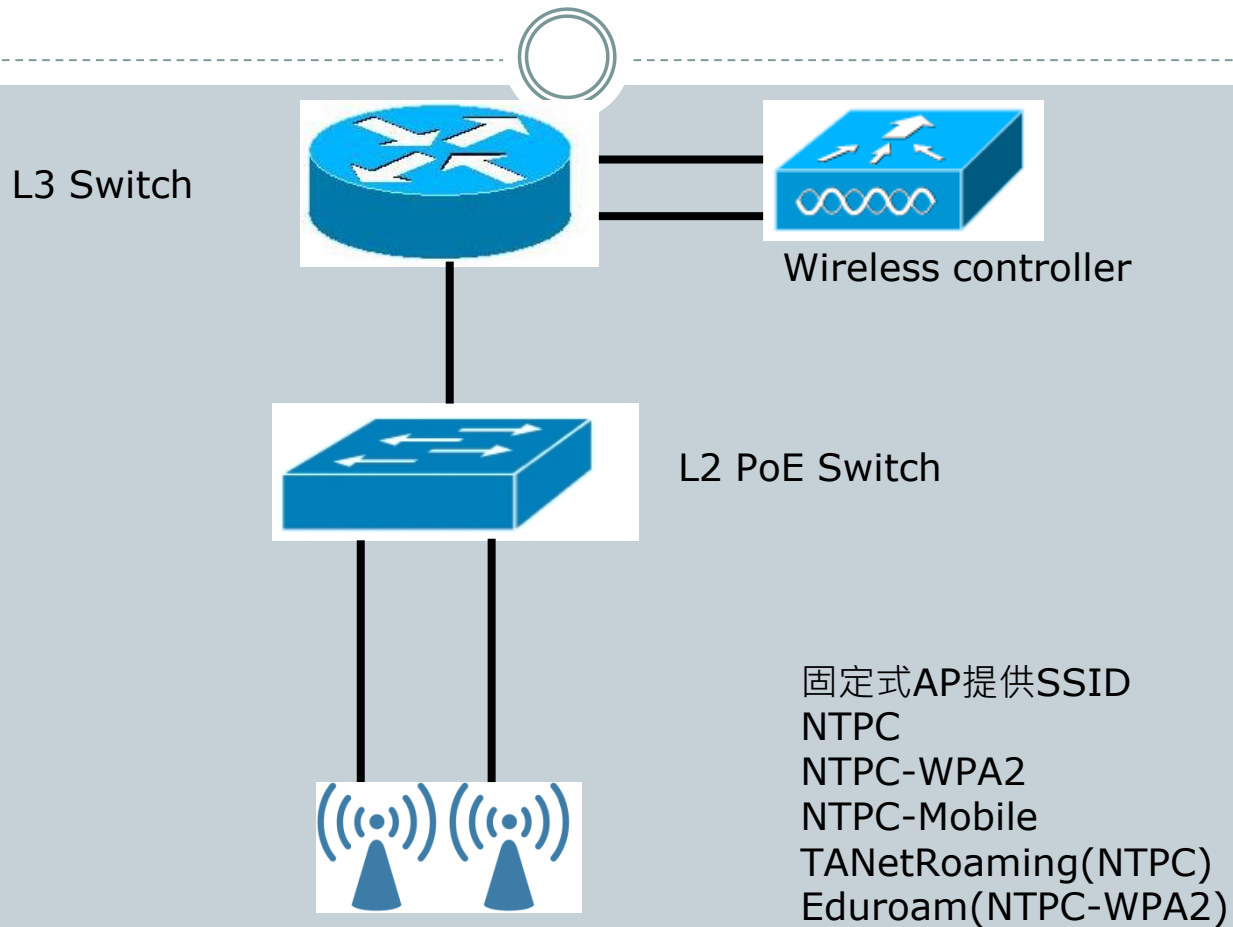 L3 Switch
Wireless controller
L2 PoE Switch
固定式AP提供SSID
NTPC
NTPC-WPA2
NTPC-Mobile
TANetRoaming(NTPC)
Eduroam(NTPC-WPA2)